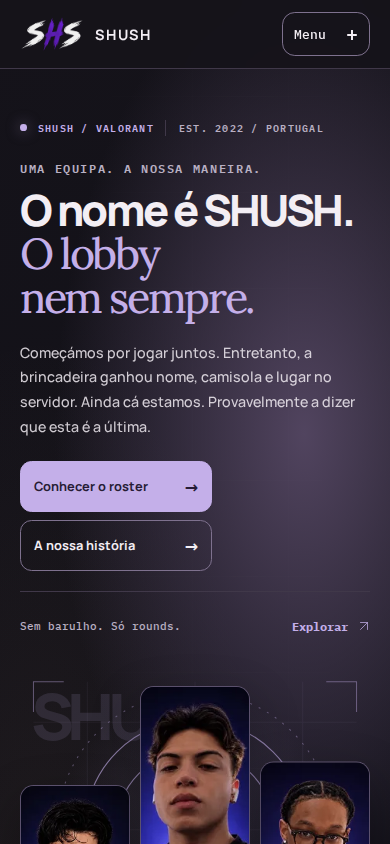 SHS SHUSH
Menu +
SHUSH / VALORANT
EST. 2022 / PORTUGAL
UMA EQUIPA. A NOSSA MANEIRA.
O nome é SHUSH.
O lobby
nem sempre.
Começámos por jogar juntos. Entretanto, a
brincadeira ganhou nome, camisola e lugar no
servidor. Ainda cá estamos. Provavelmente a dizer
que esta é a última.
Conhecer o roster →
A nossa história →
Sem barulho. Só rounds.
Explorar
SHU